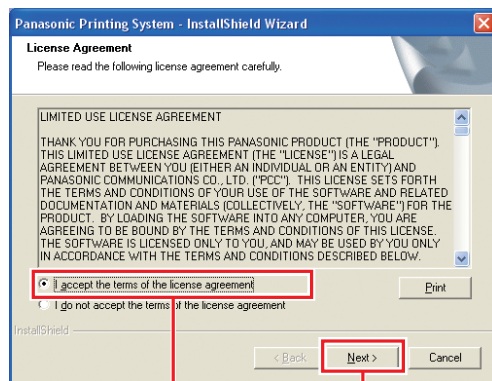 Panasonic Printing System - InstallShield Wizard
License Agreement
Please read the following license agreement carefully.
LIMITED USE LICENSE AGREEMENT
THANK YOU FOR PURCHASING THIS PANASONIC PRODUCT (THE "PRODUCT").
THIS LIMITED USE LICENSE AGREEMENT (THE "LICENSE") IS A LEGAL
AGREEMENT BETWEEN YOU (EITHER AN INDIVIDUAL OR AN ENTITY) AND
PANASONIC COMMUNICATIONS CO., LTD. ("PCC"). THIS LICENSE SETS FORTH
THE TERMS AND CONDITIONS OF YOUR USE OF THE SOFTWARE AND RELATED
DOCUMENTATION AND MATERIALS (COLLECTIVELY, THE "SOFTWARE") FOR THE
PRODUCT. BY LOADING THE SOFTWARE INTO ANY COMPUTER, YOU ARE
AGREEING TO BE BOUND BY THE TERMS AND CONDITIONS OF THIS LICENSE.
THE SOFTWARE IS LICENSED ONLY TO YOU, AND MAY BE USED BY YOU ONLY
IN ACCORDANCE WITH THE TERMS AND CONDITIONS DESCRIBED BELOW.
I accept the terms of the license agreement
Print
I do not accept the terms of the license agreement
InstallShield
< Back Next > Cancel